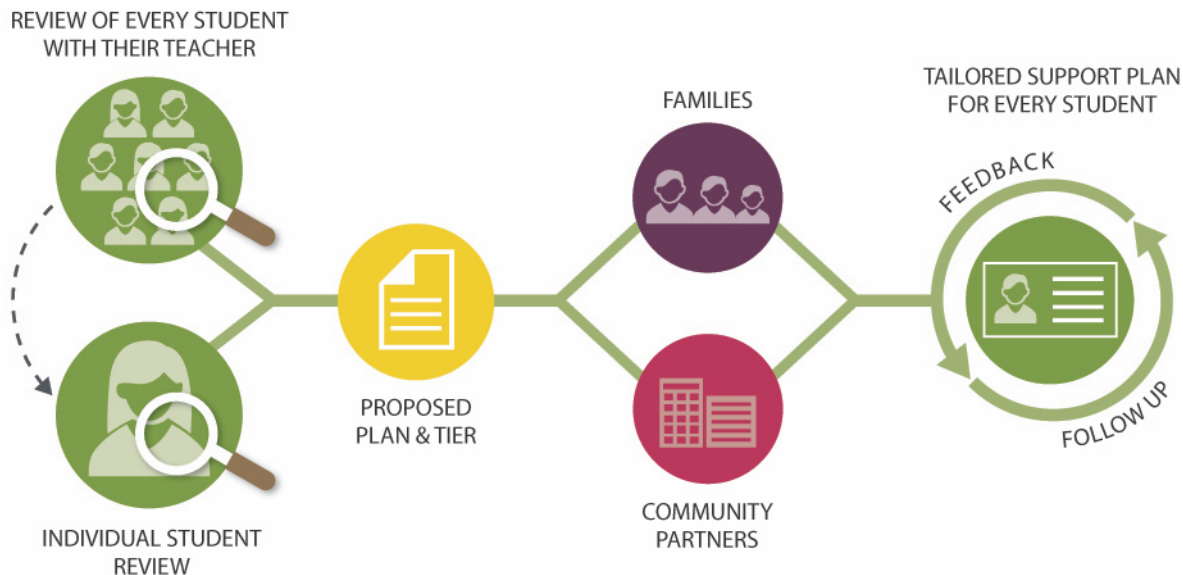 REVIEW OF EVERY STUDENT
WITH THEIR TEACHER
INDIVIDUAL STUDENT
REVIEW
PROPOSED
PLAN & TIER
FAMILIES
COMMUNITY
PARTNERS
TAILORED SUPPORT PLAN
FOR EVERY STUDENT
FEEDBACK
FOLLOW UP